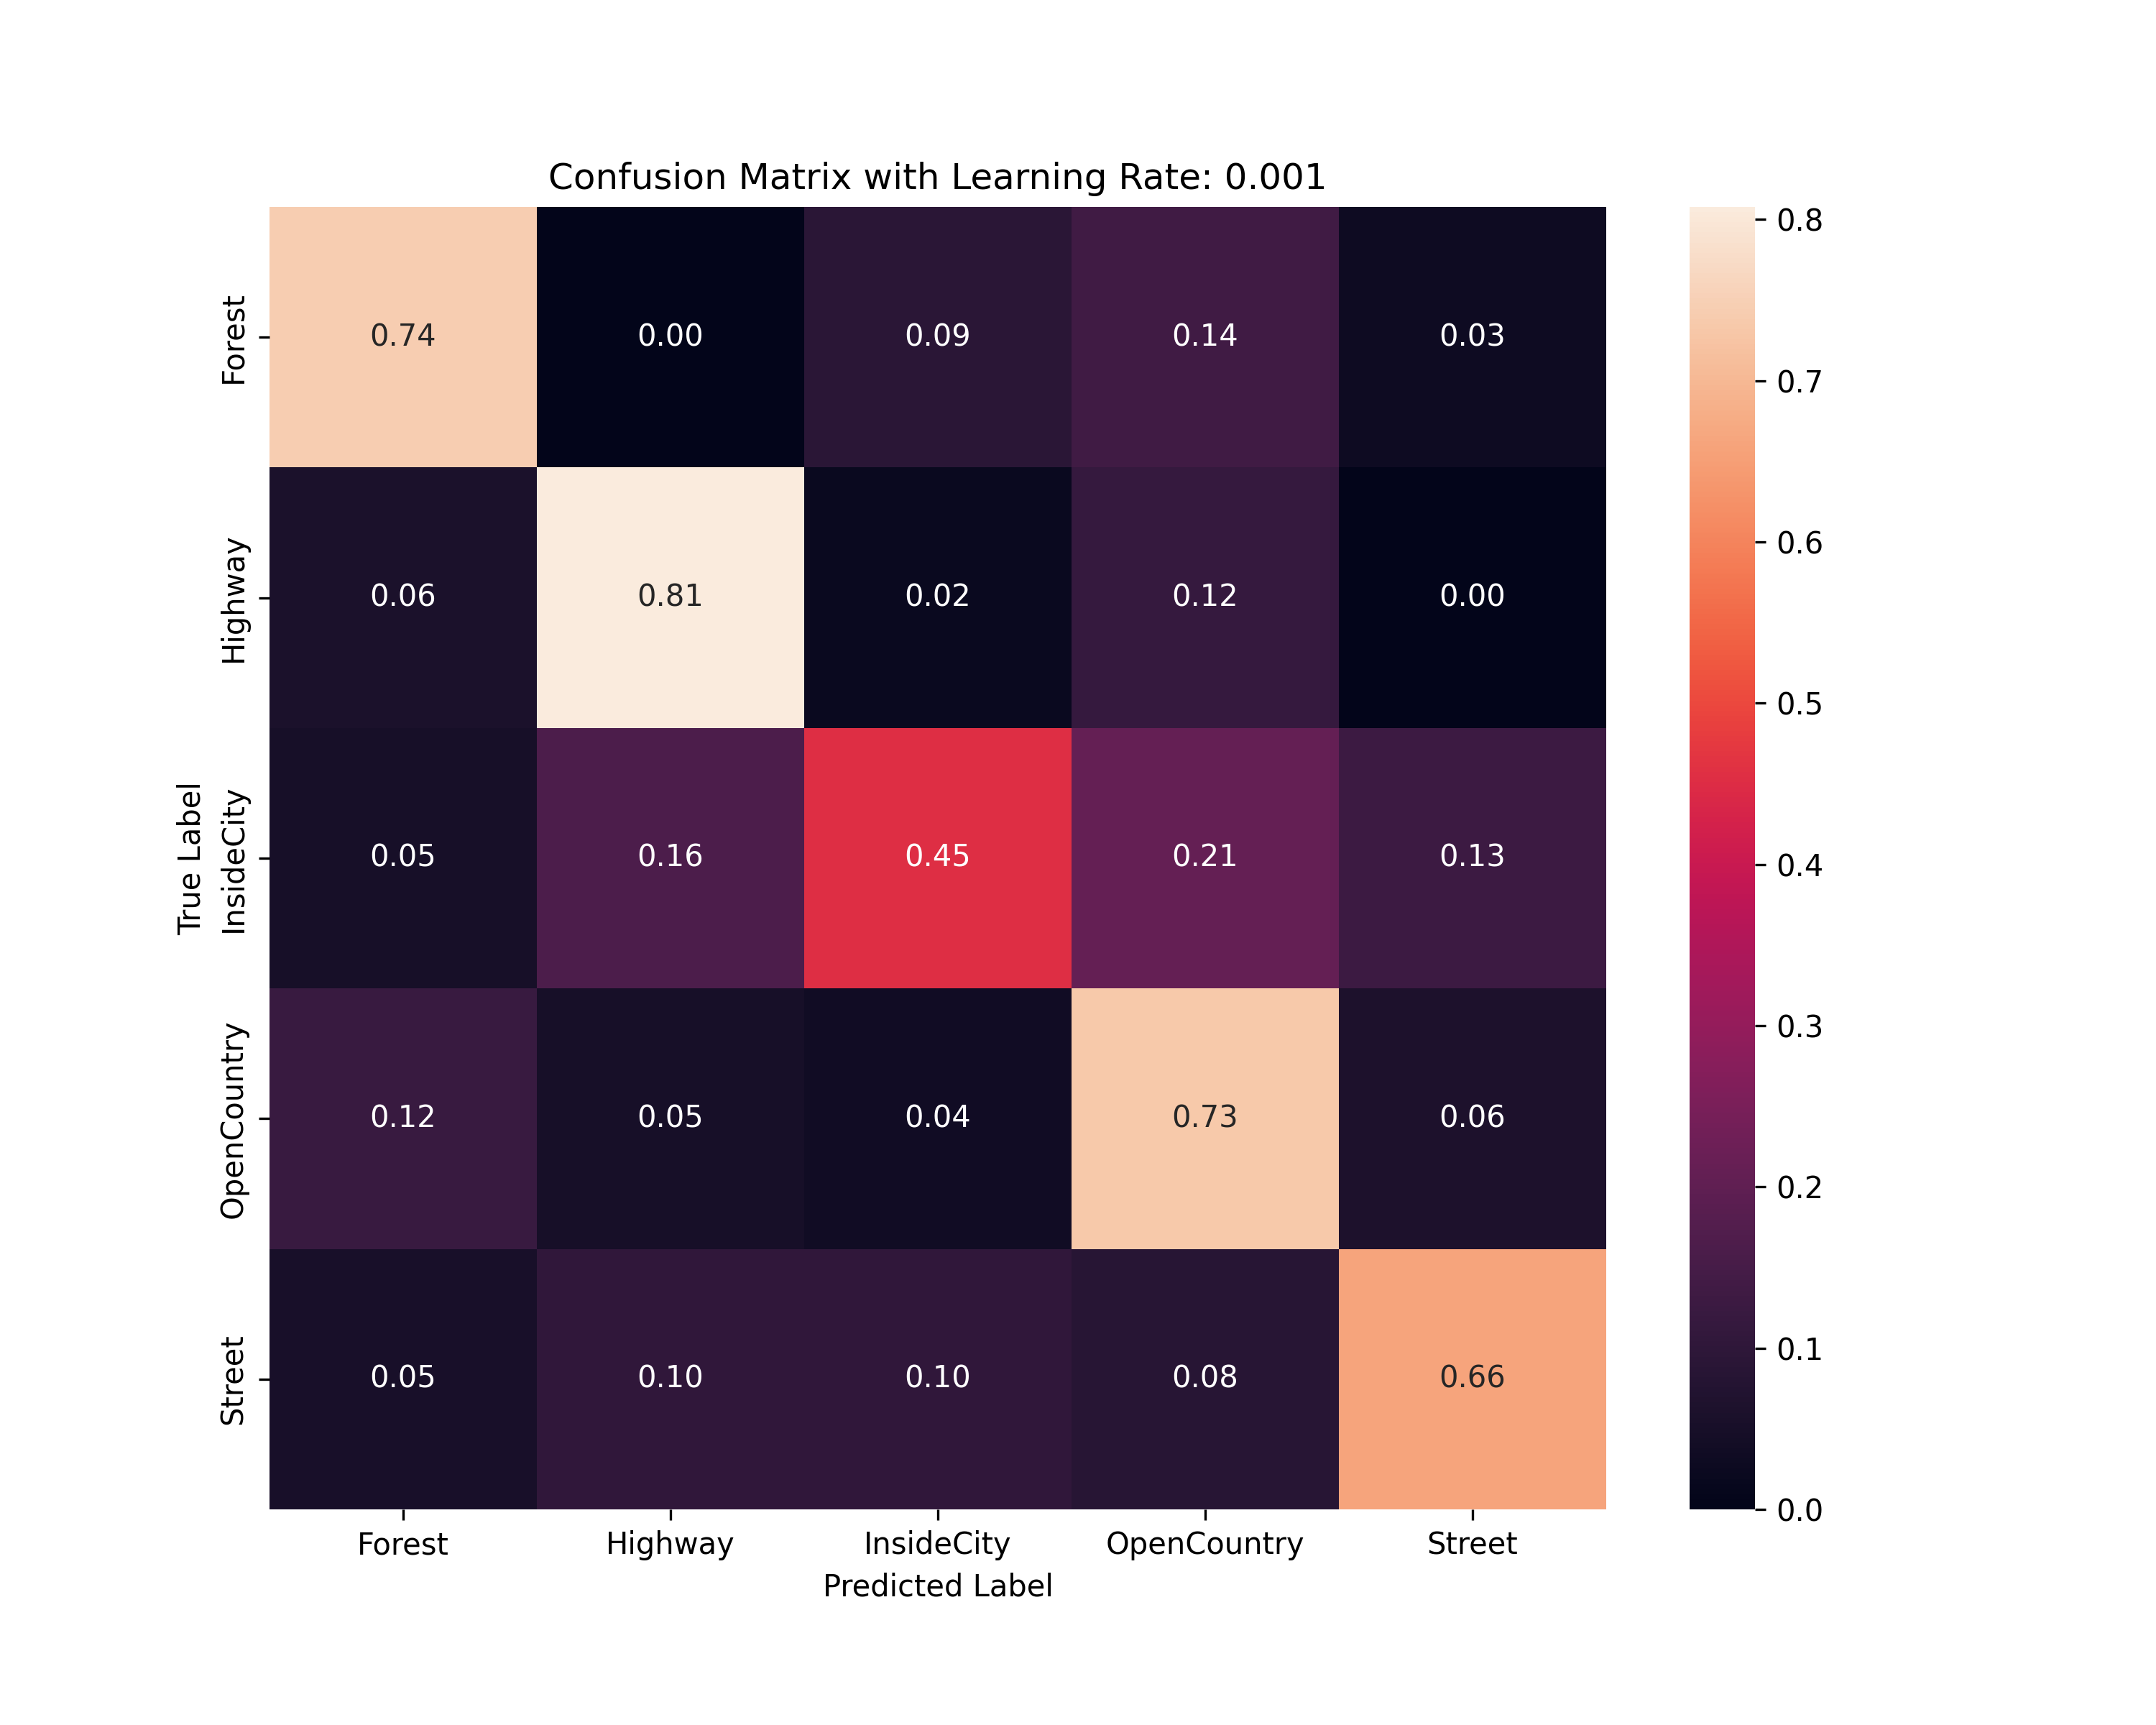 Confusion Matrix with Learning Rate: 0.001
True Label
Forest
0.74 0.00 0.09 0.14 0.03
Highway
0.06 0.81 0.02 0.12 0.00
InsideCity
0.05 0.16 0.45 0.21 0.13
OpenCountry
0.12 0.05 0.04 0.73 0.06
Street
0.05 0.10 0.10 0.08 0.66
Forest Highway InsideCity OpenCountry Street
Predicted Label
0.8
0.7
0.6
0.5
0.4
0.3
0.2
0.1
0.0